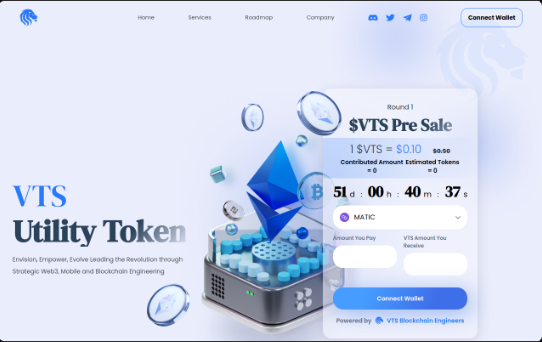 Home
Services
Roadmap
Company
Connect Wallet
Round 1
$VTS Pre Sale
1 $VTS = $0.10 $0.50
Contributed Amount Estimated Tokens
= 0 = 0
51 d : 00 h : 40 m : 37 s
MATIC
Amount You Pay
VTS Amount You
Receive
Connect Wallet
Powered by VTS Blockchain Engineers
VTS
Utility Token
Envision, Empower, Evolve Leading the Revolution through
Strategic Web3, Mobile and Blockchain Engineering